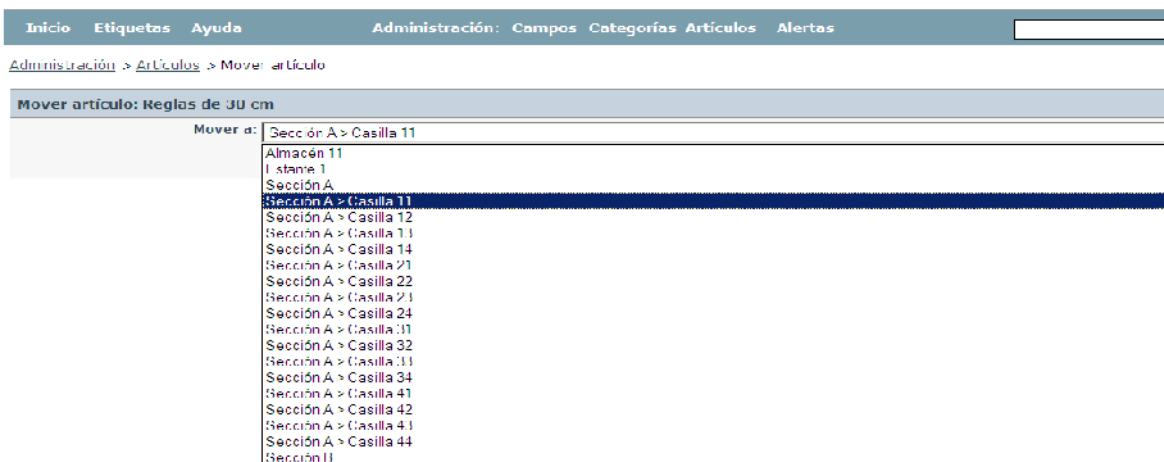 Inicio Etiquetas Ayuda Administración: Campos Categorías Artículos Alertas
Administración > Artículos > Mover artículo
Mover artículo: Reglas de 30 cm
Mover a: Sección A > Casilla 11
Almacén 11
Estante 1
Sección A
Sección A > Casilla 11
Sección A > Casilla 12
Sección A > Casilla 13
Sección A > Casilla 14
Sección A > Casilla 21
Sección A > Casilla 22
Sección A > Casilla 23
Sección A > Casilla 24
Sección A > Casilla 31
Sección A > Casilla 32
Sección A > Casilla 33
Sección A > Casilla 34
Sección A > Casilla 41
Sección A > Casilla 42
Sección A > Casilla 43
Sección A > Casilla 44
Sección B